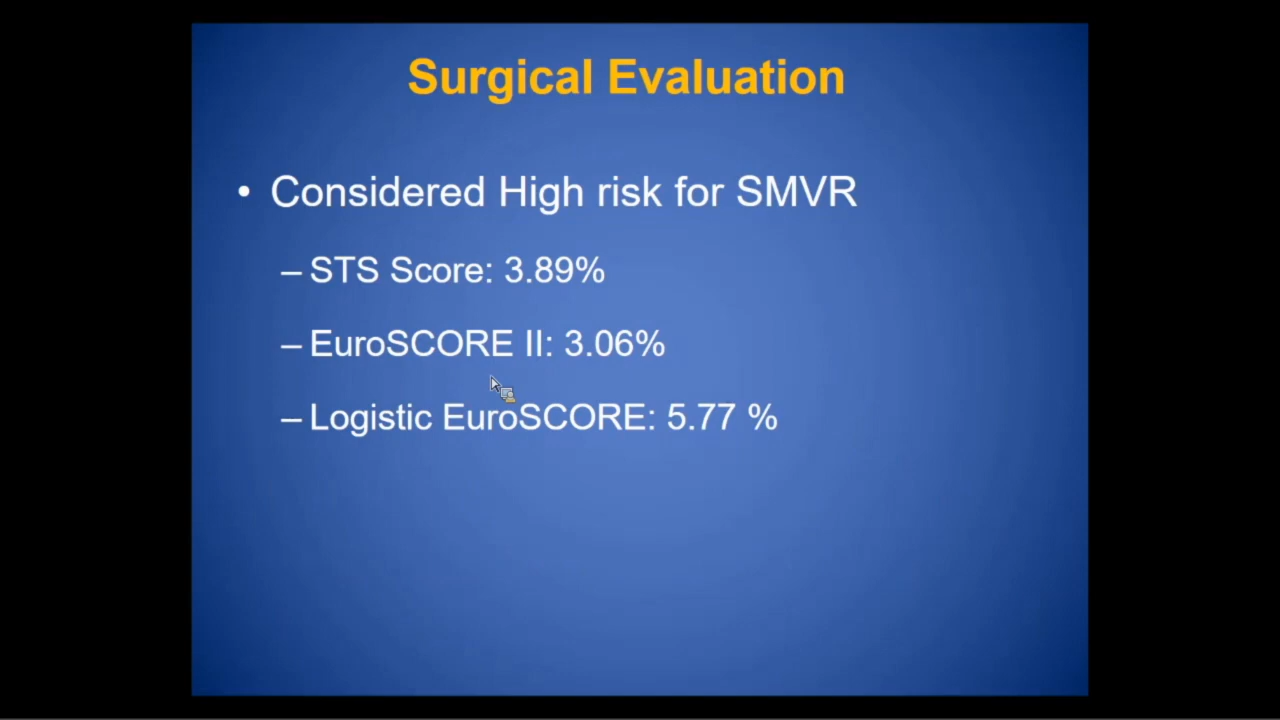 Surgical Evaluation
• Considered High risk for SMVR
– STS Score: 3.89%
– EuroSCORE II: 3.06%
– Logistic EuroSCORE: 5.77 %